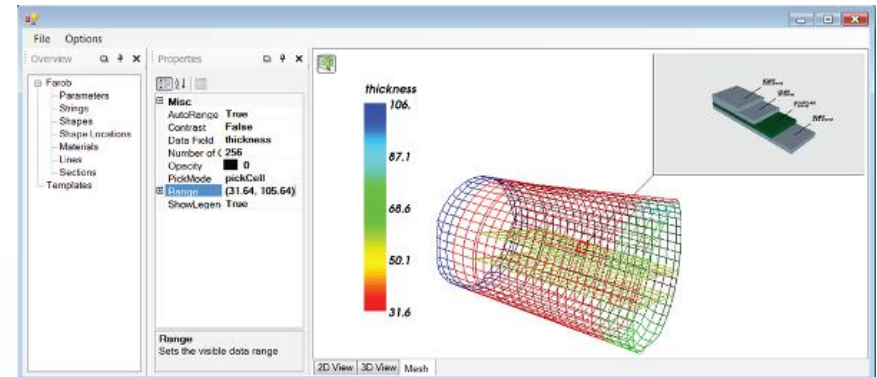 File Options
Overview
Properties
Farob
Parameters
Strings
Shapes
Shape Locations
Materials
Lines
Sections
Templates
Misc
AutoRange True
Contrast False
Data Field thickness
Number of ( 256
Opacity 0
PickMode pickCell
Range (31.64, 105.64)
ShowLegen True
Range
Sets the visible data range
thickness
106.
87.1
68.6
50.1
31.6
2D View 3D View Mesh